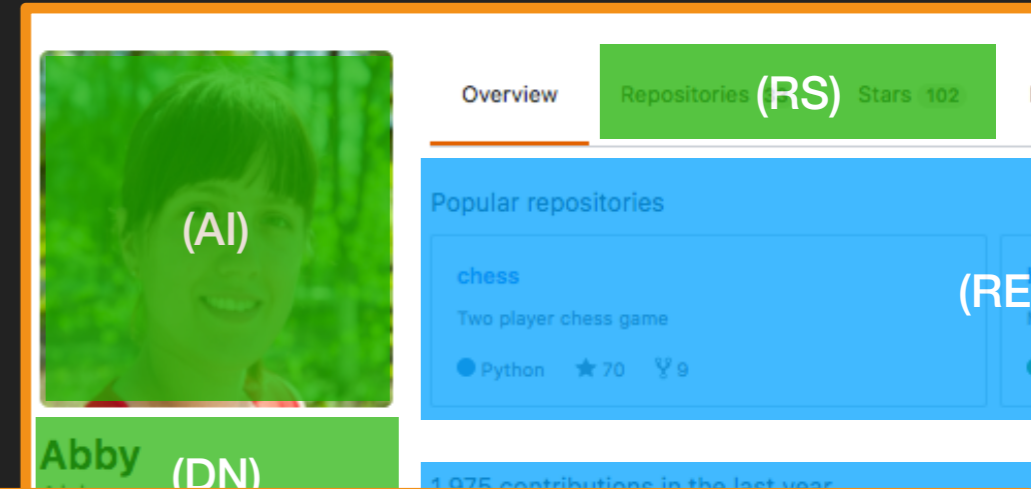 Overview
Repositories (RS) Stars 102
(AI)
Popular repositories
chess
(RE
Two player chess game
Python 70 9
Abby
(DN)
1,975 contributions in the last year